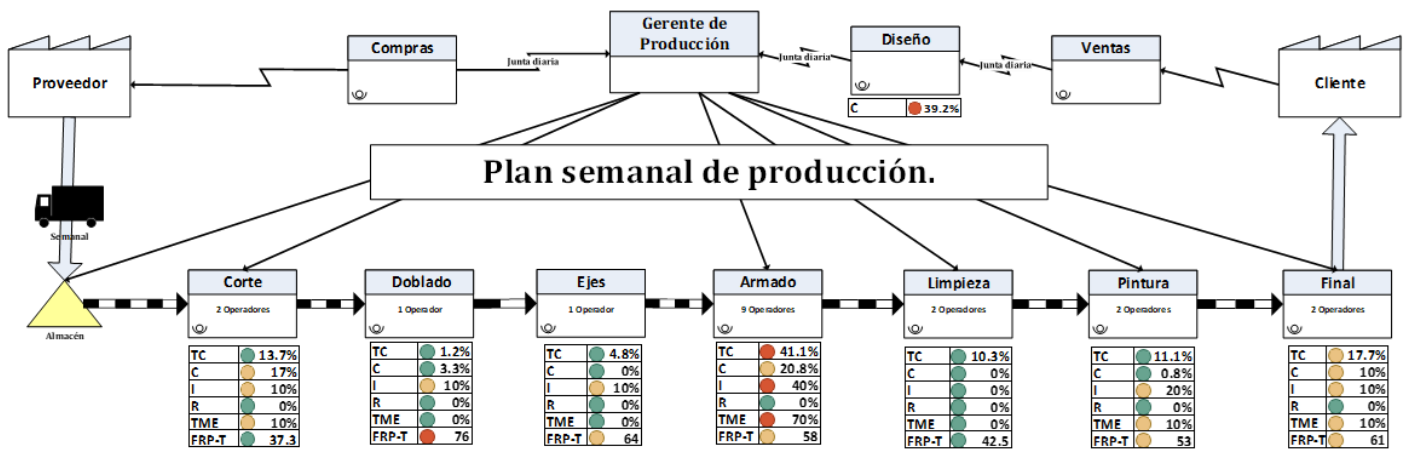 Gerente de
Producción
Compras
Diseño
Ventas
Proveedor
Junta diaria
Junta diaria
Junta diaria
Cliente
C 39.2%
Plan semanal de producción.
Semanal
Almacén
Corte
2 Operadores
TC 13.7%
C 17%
I 10%
R 0%
TME 10%
FRP-T 37.3
Doblado
1 Operador
TC 1.2%
C 3.3%
I 10%
R 0%
TME 0%
FRP-T 76
Ejes
1 Operador
TC 4.8%
C 0%
I 10%
R 0%
TME 0%
FRP-T 64
Armado
9 Operadores
TC 41.1%
C 20.8%
I 40%
R 0%
TME 70%
FRP-T 58
Limpieza
2 Operadores
TC 10.3%
C 0%
I 0%
R 0%
TME 0%
FRP-T 42.5
Pintura
2 Operadores
TC 11.1%
C 0.8%
I 20%
R 0%
TME 10%
FRP-T 53
Final
2 Operadores
TC 17.7%
C 10%
I 10%
R 0%
TME 10%
FRP-T 61